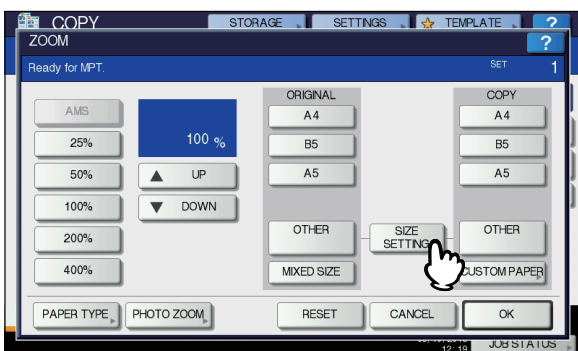 COPY
STORAGE
SETTINGS
TEMPLATE
?
ZOOM
?
Ready for MPT.
SET 1
ORIGINAL
COPY
AMS
100 %
A4
A4
25%
B5
B5
50%
UP
A5
A5
100%
DOWN
200%
OTHER
SIZE
SETTING
OTHER
400%
MIXED SIZE
CUSTOM PAPER
PAPER TYPE
PHOTO ZOOM
RESET
CANCEL
OK
12:19
JOB STATUS